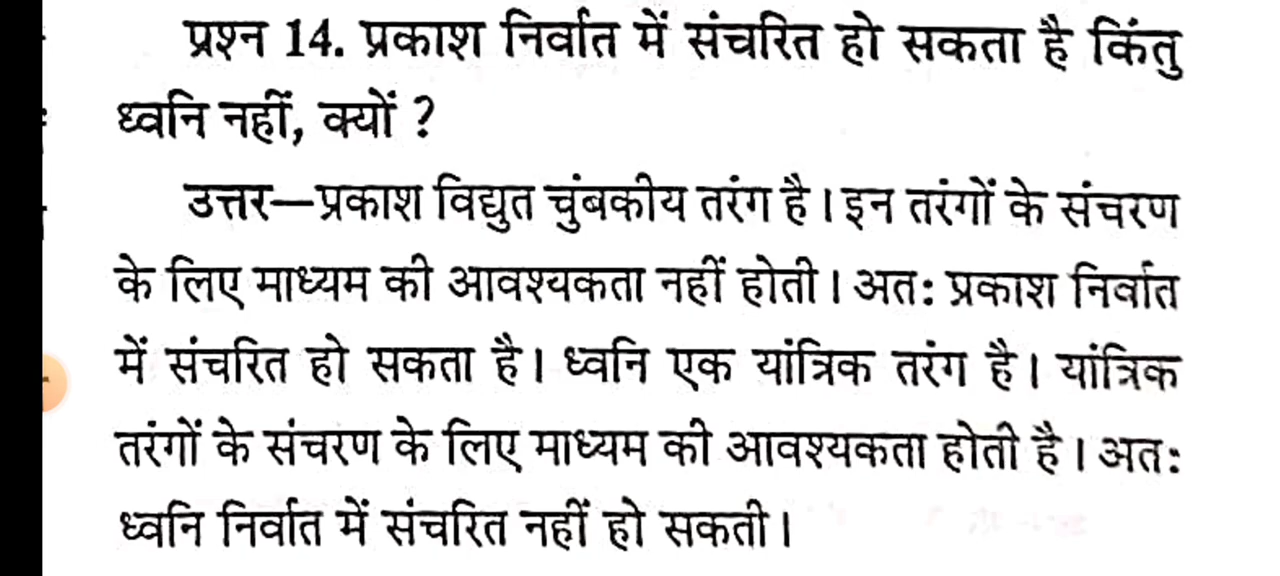 प्रश्न 14. प्रकाश निर्वात में संचरित हो सकता है किंतु
ध्वनि नहीं, क्यों ?
उत्तर—प्रकाश विद्युत चुंबकीय तरंग है। इन तरंगों के संचरण
के लिए माध्यम की आवश्यकता नहीं होती। अतः प्रकाश निर्वात
में संचरित हो सकता है। ध्वनि एक यांत्रिक तरंग है। यांत्रिक
तरंगों के संचरण के लिए माध्यम की आवश्यकता होती है। अतः
ध्वनि निर्वात में संचरित नहीं हो सकती।